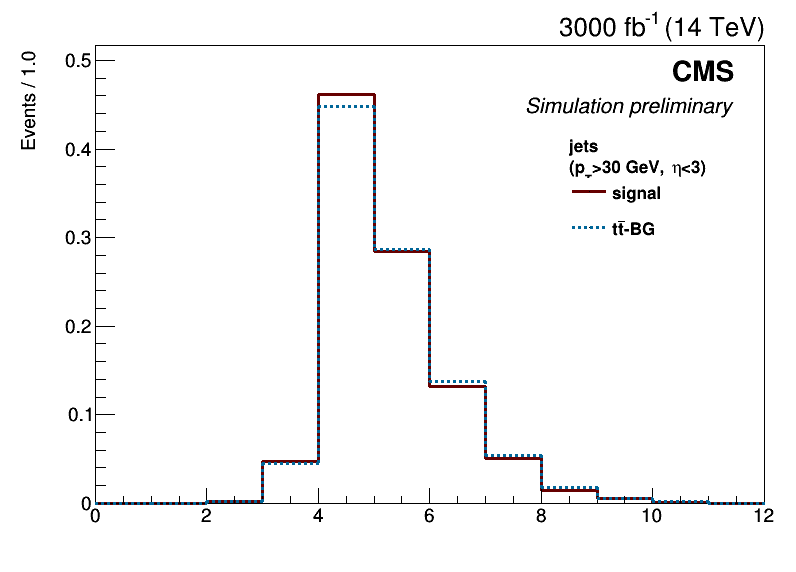 3000 fb⁻¹ (14 TeV)
Events / 1.0
CMS
Simulation preliminary
jets
(p_T>30 GeV, η<3)
signal
tt̄-BG
0.5
0.4
0.3
0.2
0.1
0
0 2 4 6 8 10 12